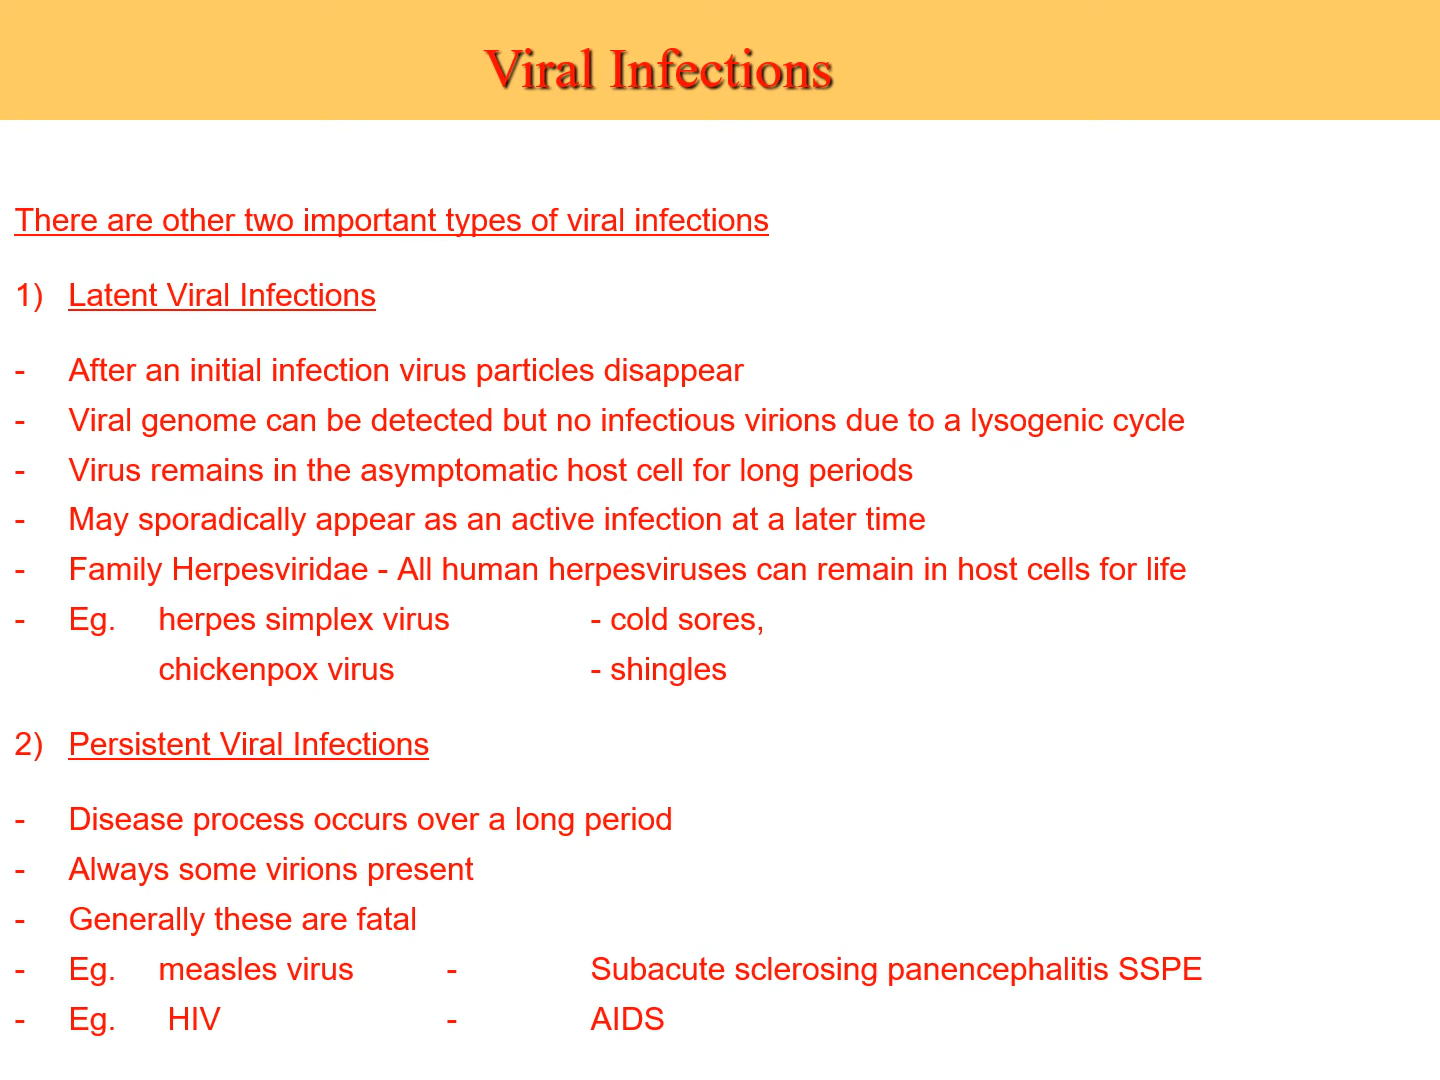 Viral Infections
There are other two important types of viral infections
1) Latent Viral Infections
- After an initial infection virus particles disappear
- Viral genome can be detected but no infectious virions due to a lysogenic cycle
- Virus remains in the asymptomatic host cell for long periods
- May sporadically appear as an active infection at a later time
- Family Herpesviridae - All human herpesviruses can remain in host cells for life
- Eg. herpes simplex virus - cold sores,
chickenpox virus - shingles
2) Persistent Viral Infections
- Disease process occurs over a long period
- Always some virions present
- Generally these are fatal
- Eg. measles virus - Subacute sclerosing panencephalitis SSPE
- Eg. HIV - AIDS